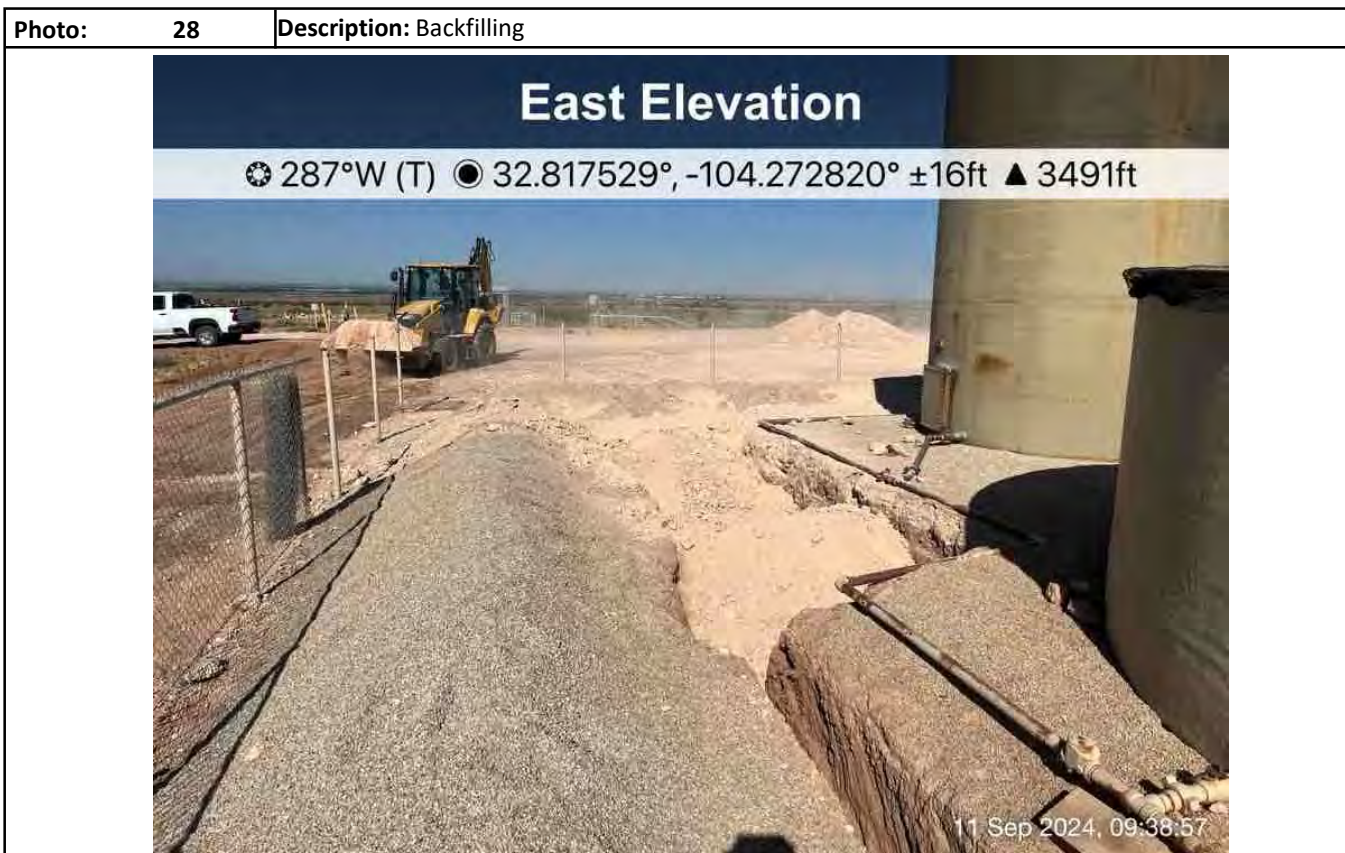 Photo: 28 Description: Backfilling
East Elevation
287°W (T) 32.817529°, -104.272820° ±16ft ▲ 3491ft
11 Sep 2024, 09:38:57